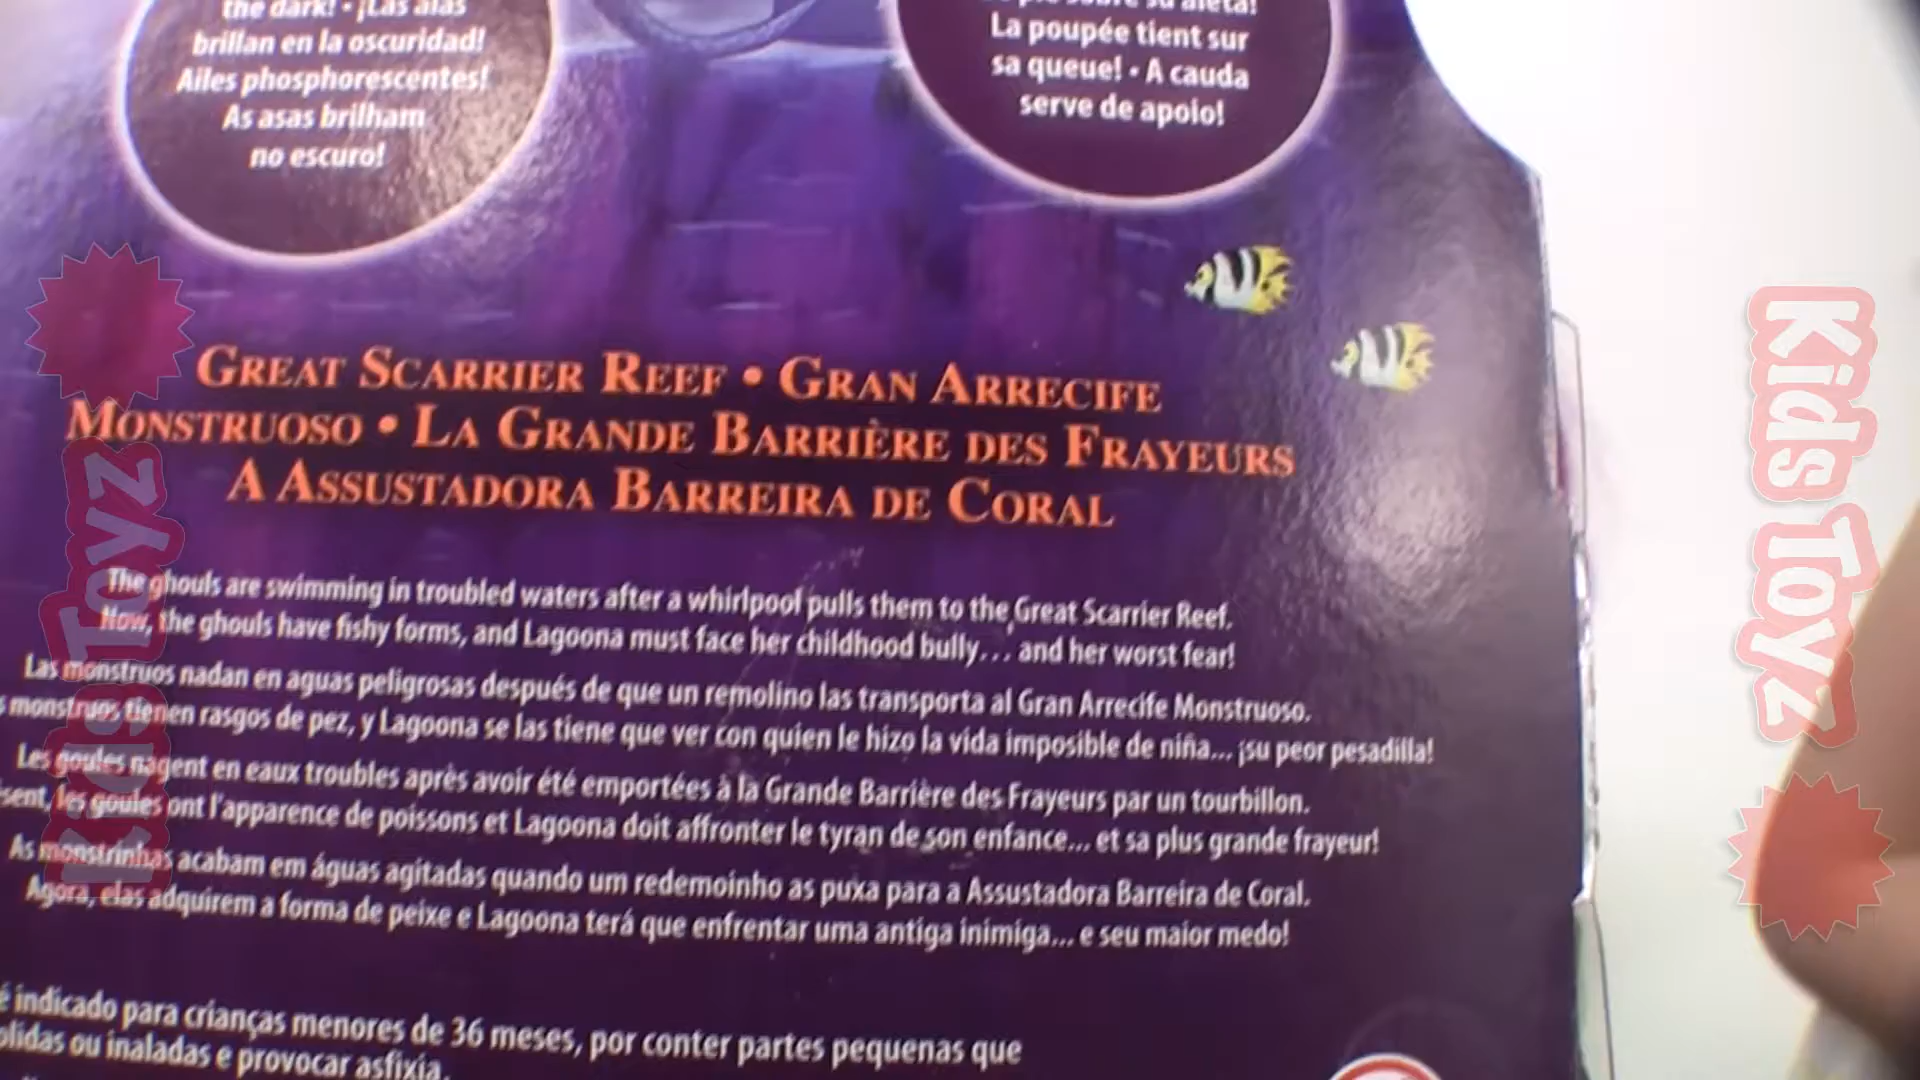 the dark! • ¡Las alas
brillan en la oscuridad!
Ailes phosphorescentes!
As asas brilham
no escuro!
sobre su aleta!
La poupée tient sur
sa queue! • A cauda
serve de apoio!
GREAT SCARRIER REEF • GRAN ARRECIFE
MONSTRUOSO • LA GRANDE BARRIÈRE DES FRAYEURS
A ASSUSTADORA BARREIRA DE CORAL
The ghouls are swimming in troubled waters after a whirlpool pulls them to the Great Scarrier Reef.
Now, the ghouls have fishy forms, and Lagoona must face her childhood bully... and her worst fear!
Las monstruos nadan en aguas peligrosas después de que un remolino las transporta al Gran Arrecife Monstruoso.
monstruos tienen rasgos de pez, y Lagoona se las tiene que ver con quien le hizo la vida imposible de niña... ¡su peor pesadilla!
Les goules nagent en eaux troubles après avoir été emportées à la Grande Barrière des Frayeurs par un tourbillon.
les goules ont l'apparence de poissons et Lagoona doit affronter le tyran de son enfance... et sa plus grande frayeur!
As monstrinhas acabam em águas agitadas quando um redemoinho as puxa para a Assustadora Barreira de Coral.
Agora, elas adquirem a forma de peixe e Lagoona terá que enfrentar uma antiga inimiga... e seu maior medo!
é indicado para crianças menores de 36 meses, por conter partes pequenas que
ou inaladas e provocar asfixia.
Kids Toyz
Kids Toyz